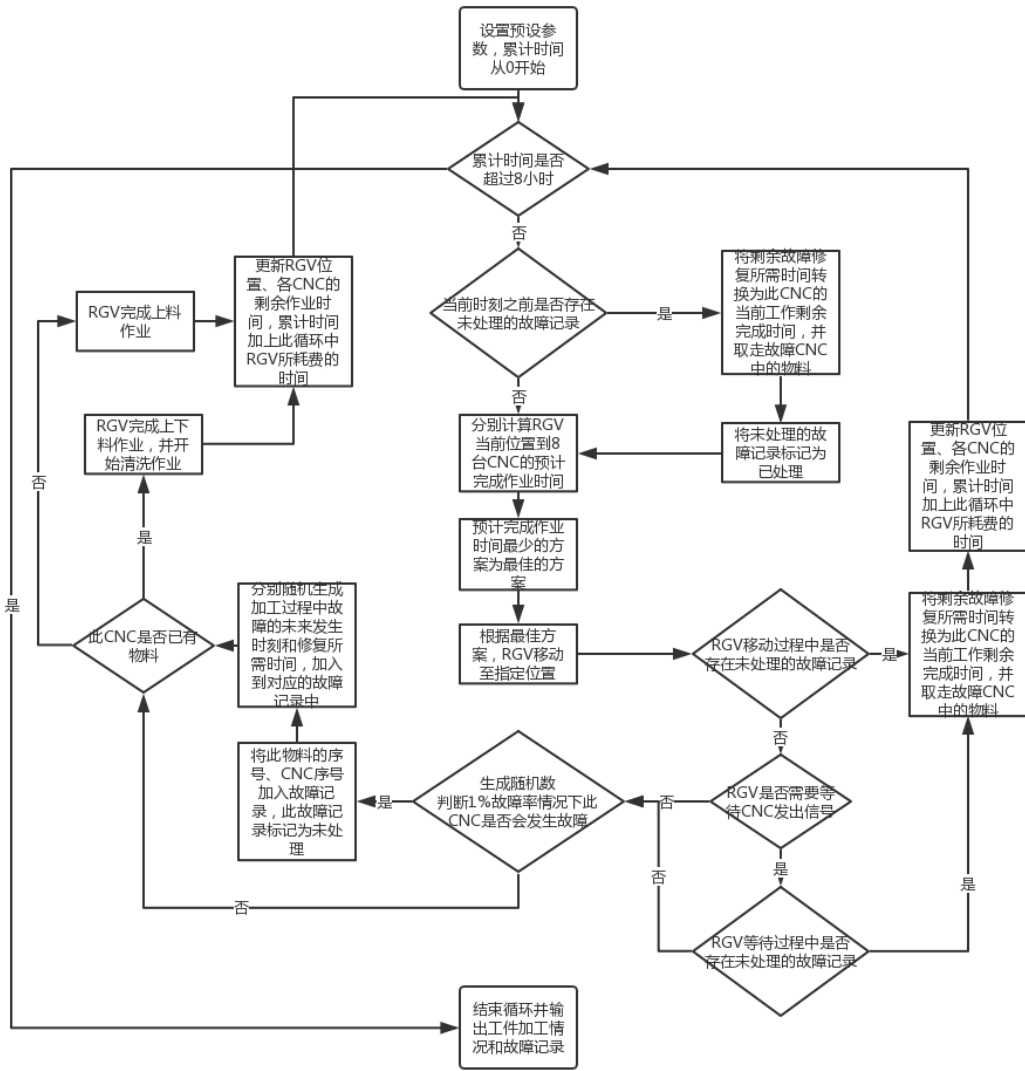 设置预设参
数，累计时间
从0开始
累计时间是否
超过8小时
否
当前时刻之前是否存在
未处理的故障记录
是
将剩余故障修
复所需时间转
换为此CNC的
当前工作剩余
完成时间，并
取走故障CNC
中的物料
将未处理的故
障记录标记为
已处理
否
分别计算RGV
当前位置到8
台CNC的预计
完成作业时间
预计完成作业
时间最少的方
案为最佳的方
案
根据最佳方
案，RGV移动
至指定位置
RGV移动过程中是否
存在未处理的故障记录
是
将剩余故障修
复所需时间转
换为此CNC的
当前工作剩余
完成时间，并
取走故障CNC
中的物料
更新RGV位
置、各CNC的
剩余作业时
间，累计时间
加上此循环中
RGV所耗费的
时间
否
RGV是否需要等
待CNC发出信号
否
是
RGV等待过程中是否
存在未处理的故障记录
否
是
生成随机数
判断1%故障率情况下此
CNC是否会发生故障
是
否
将此物料的序
号、CNC序号
加入故障记
录，此故障记
录标记为未处
理
分别随机生成
加工过程中故
障的未来发生
时刻和修复所
需时间，加入
到对应的故障
记录中
此CNC是否已有
物料
是
否
RGV完成上下
料作业，并开
始清洗作业
RGV完成上料
作业
更新RGV位
置、各CNC的
剩余作业时
间，累计时间
加上此循环中
RGV所耗费的
时间
是
结束循环并输
出工件加工情
况和故障记录